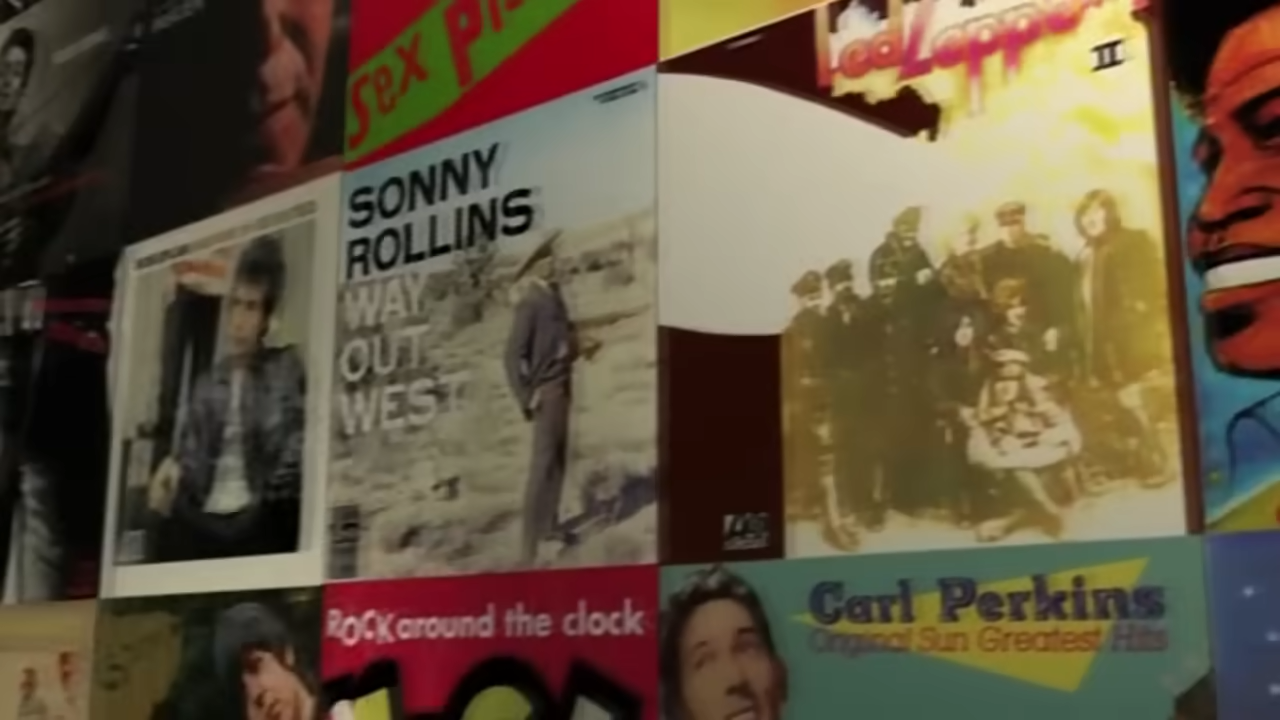 Sex Pis
Led Zeppelin
II
SONNY
ROLLINS
WAY
OUT
WEST
ROCK around the clock
Carl Perkins
Original Sun Greatest Hits